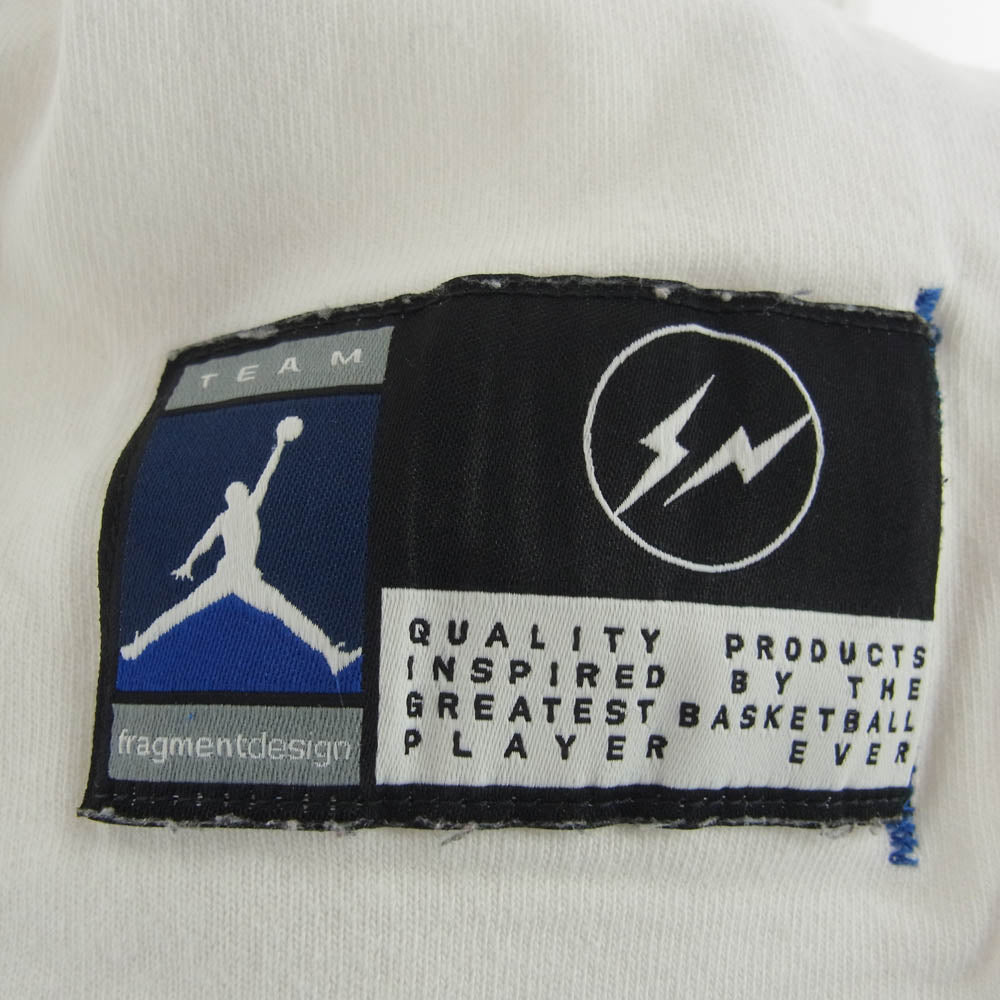 TEAM
fragmentdesign
QUALITY PRODUCTS
INSPIRED BY THE
GREATEST BASKETBALL
PLAYER EVER